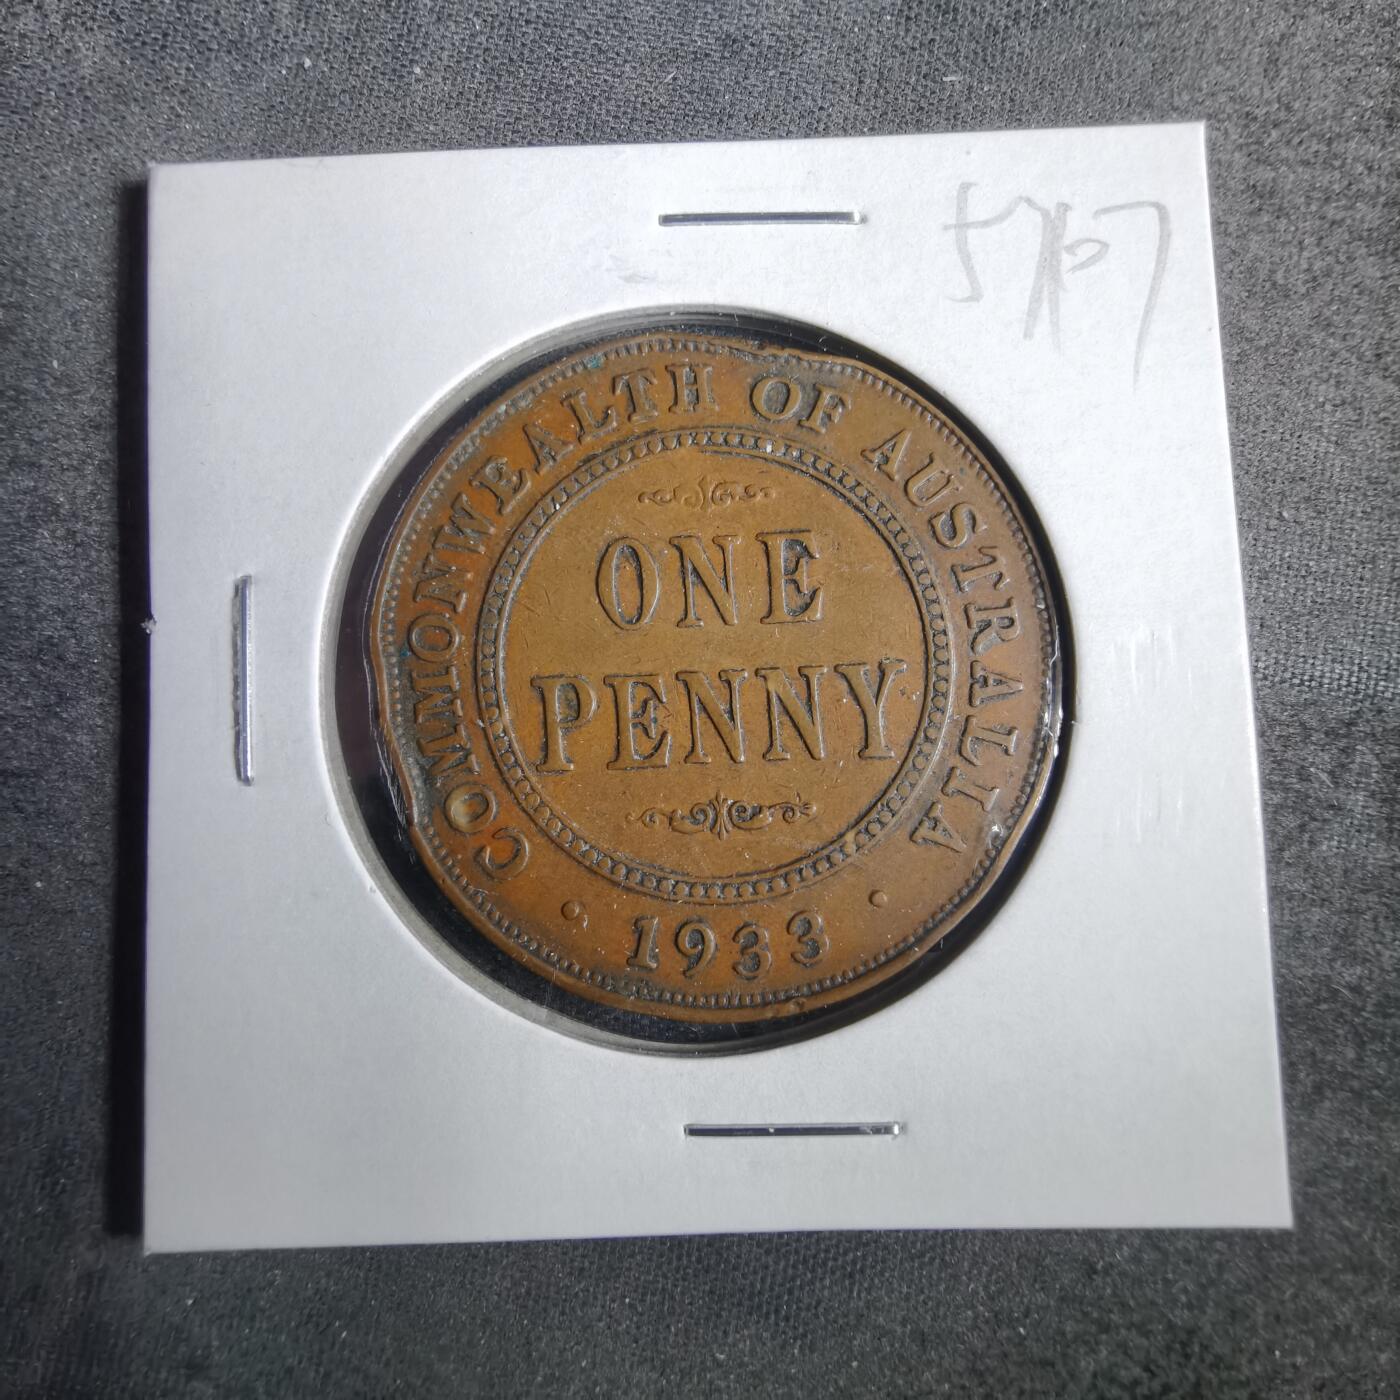 COMMONWEALTH OF AUSTRALIA
ONE
PENNY
· 1933 ·